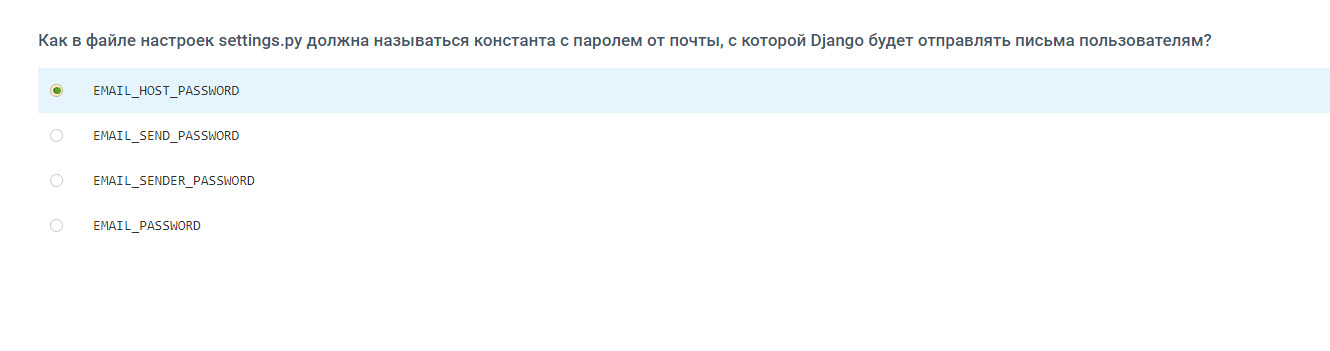 Как в файле настроек settings.py должна называться константа с паролем от почты, с которой Django будет отправлять письма пользователям?
EMAIL_HOST_PASSWORD
EMAIL_SEND_PASSWORD
EMAIL_SENDER_PASSWORD
EMAIL_PASSWORD